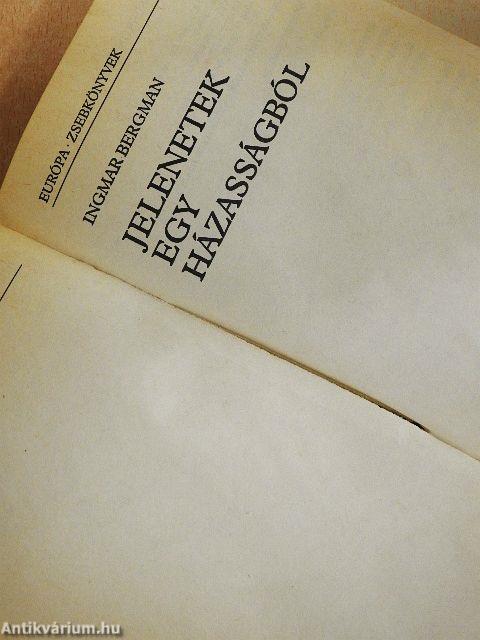 EURÓPA · ZSEBKÖNYVEK
INGMAR BERGMAN
JELENETEK
EGY
HÁZASSÁGBÓL
Antikvárium.hu